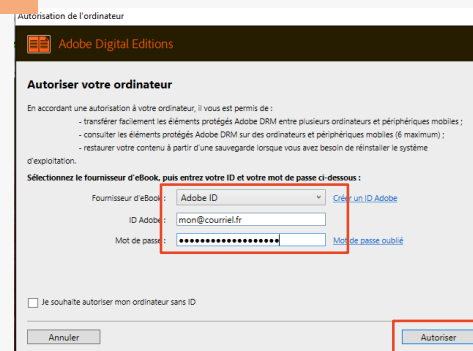 Autorisation de l'ordinateur
Adobe Digital Editions
Autoriser votre ordinateur
En accordant une autorisation à votre ordinateur, il vous est permis de :
- transférer facilement les éléments protégés Adobe DRM entre plusieurs ordinateurs et périphériques mobiles ;
- consulter les éléments protégés Adobe DRM sur des ordinateurs et périphériques mobiles (6 maximum) ;
- restaurer votre contenu à partir d'une sauvegarde lorsque vous avez besoin de réinstaller le système
d'exploitation.
Sélectionnez le fournisseur d'eBook, puis entrez votre ID et votre mot de passe ci-dessous :
Fournisseur d'eBook : Adobe ID Créer un ID Adobe
ID Adobe : mon@courriel.fr
Mot de passe : ●●●●●●●●●●●●●●●●●●● Mot de passe oublié
Je souhaite autoriser mon ordinateur sans ID
Annuler Autoriser